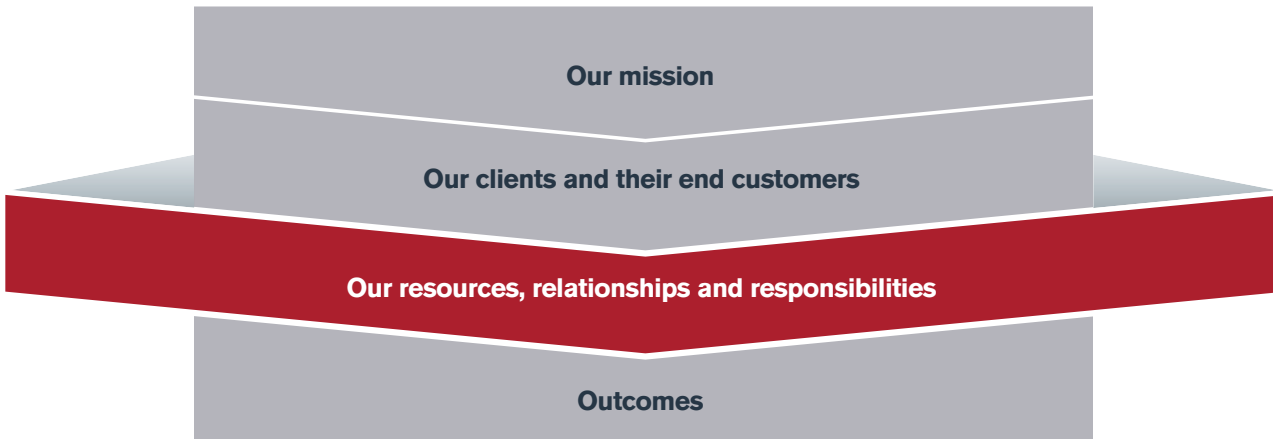 Our mission
Our clients and their end customers
Our resources, relationships and responsibilities
Outcomes